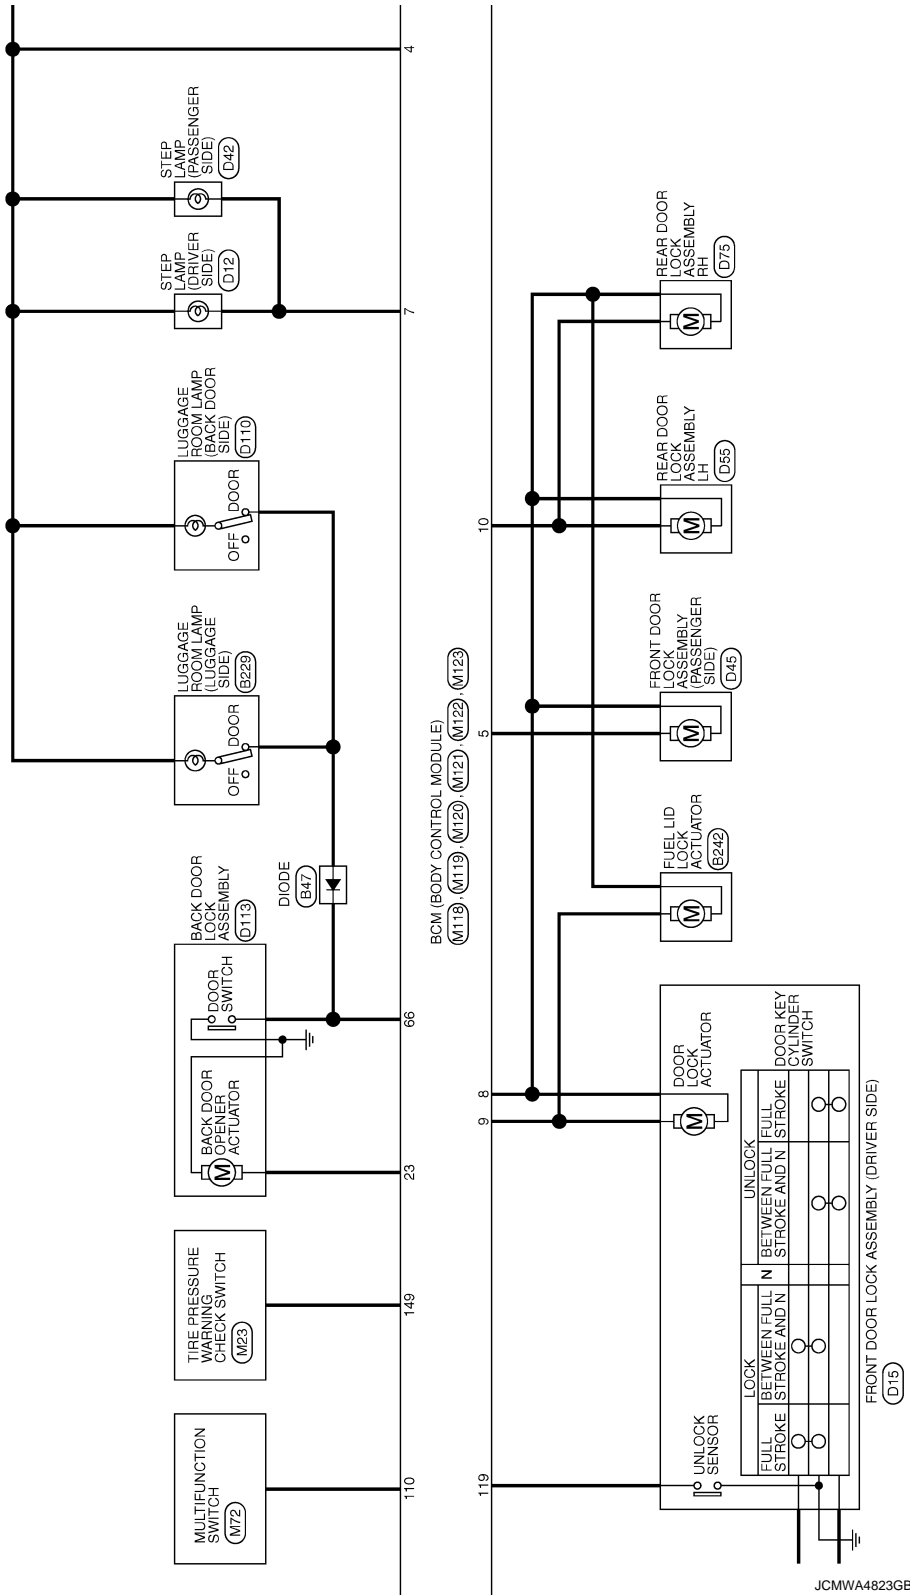 4
STEP
LAMP
(PASSENGER
SIDE)
D42
STEP
LAMP
(DRIVER
SIDE)
D12
7
LUGGAGE
ROOM LAMP
(BACK DOOR
SIDE)
D110
OFF
DOOR
LUGGAGE
ROOM LAMP
(LUGGAGE
SIDE)
B229
OFF
DOOR
DIODE
B47
BACK DOOR
LOCK
ASSEMBLY
D113
DOOR
SWITCH
BACK DOOR
OPENER
ACTUATOR
M
66
23
TIRE PRESSURE
WARNING
CHECK SWITCH
M23
149
MULTIFUNCTION
SWITCH
M72
110
BCM (BODY CONTROL MODULE)
M118 , M119 , M120 , M121 , M122 , M123
REAR DOOR
LOCK
ASSEMBLY
RH
D75
M
10
REAR DOOR
LOCK
ASSEMBLY
LH
D55
M
5
FRONT DOOR
LOCK
ASSEMBLY
(PASSENGER
SIDE)
D45
M
FUEL LID
LOCK
ACTUATOR
B242
M
8
9
DOOR
LOCK
ACTUATOR
M
119
UNLOCK
SENSOR
DOOR KEY
CYLINDER
SWITCH
LOCK
N
UNLOCK
FULL
STROKE
BETWEEN FULL
STROKE AND N
BETWEEN FULL
STROKE AND N
FULL
STROKE
FRONT DOOR LOCK ASSEMBLY (DRIVER SIDE)
D15
JCMWA4823GB